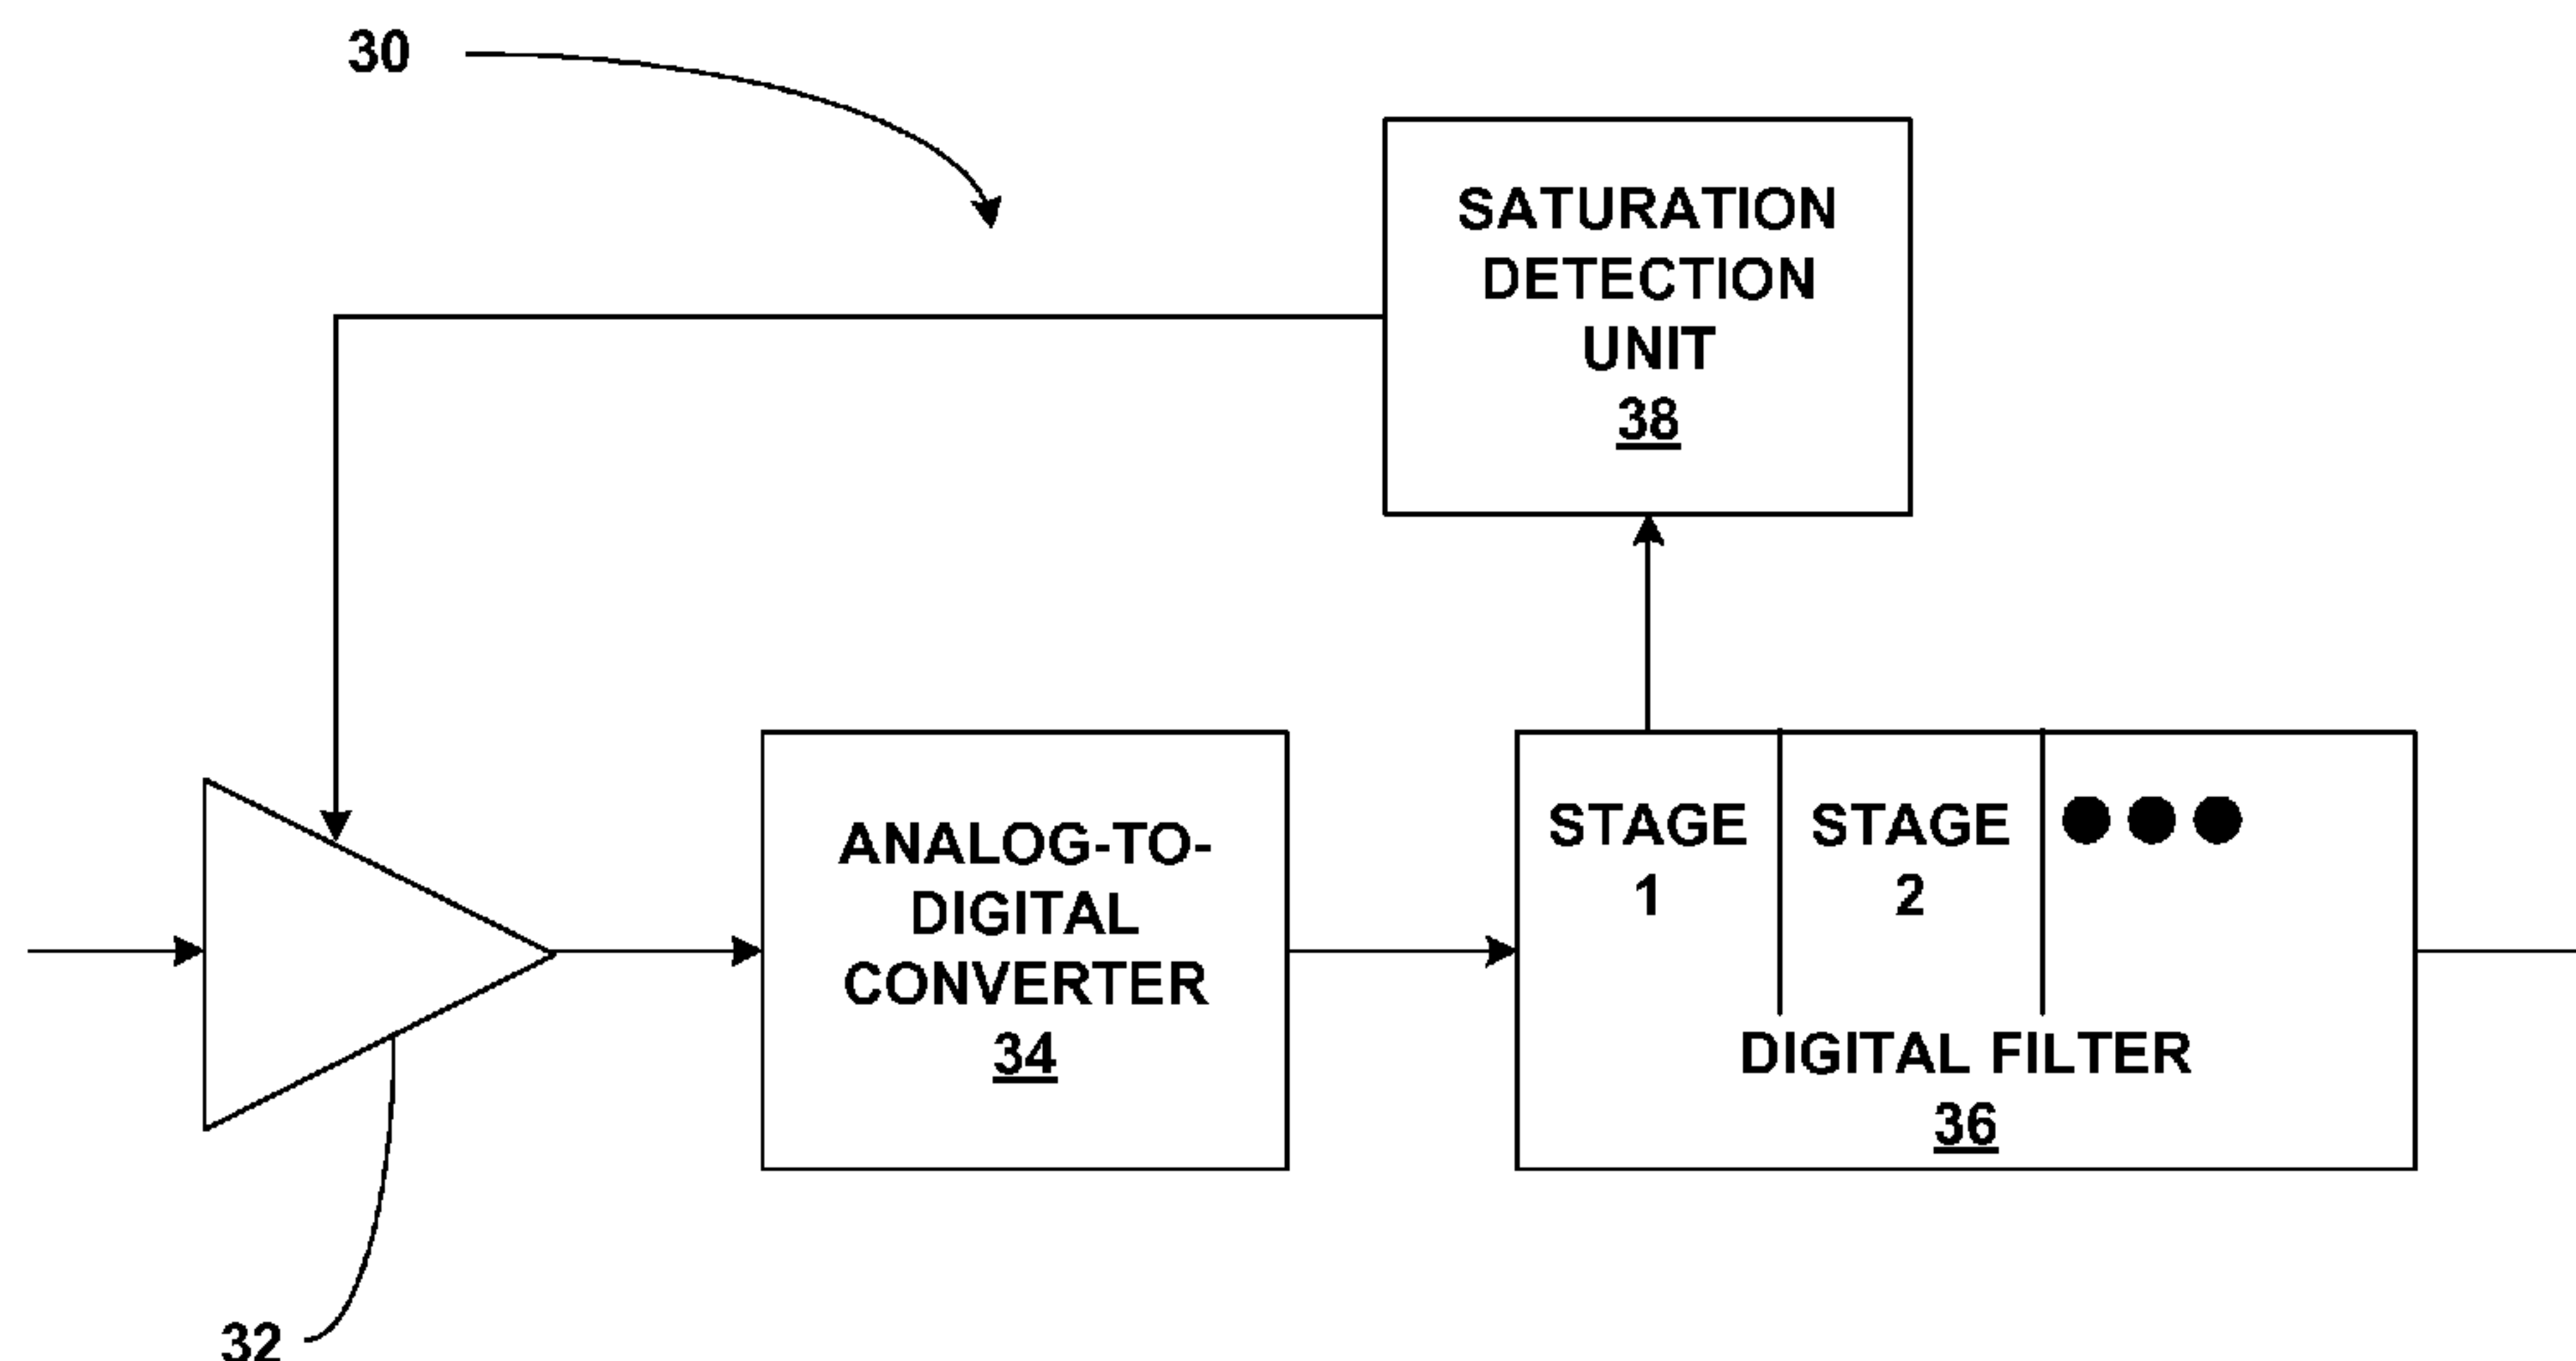 30
SATURATION
DETECTION
UNIT
38
ANALOG-TO-
DIGITAL
CONVERTER
34
STAGE
1
STAGE
2
DIGITAL FILTER
36
32